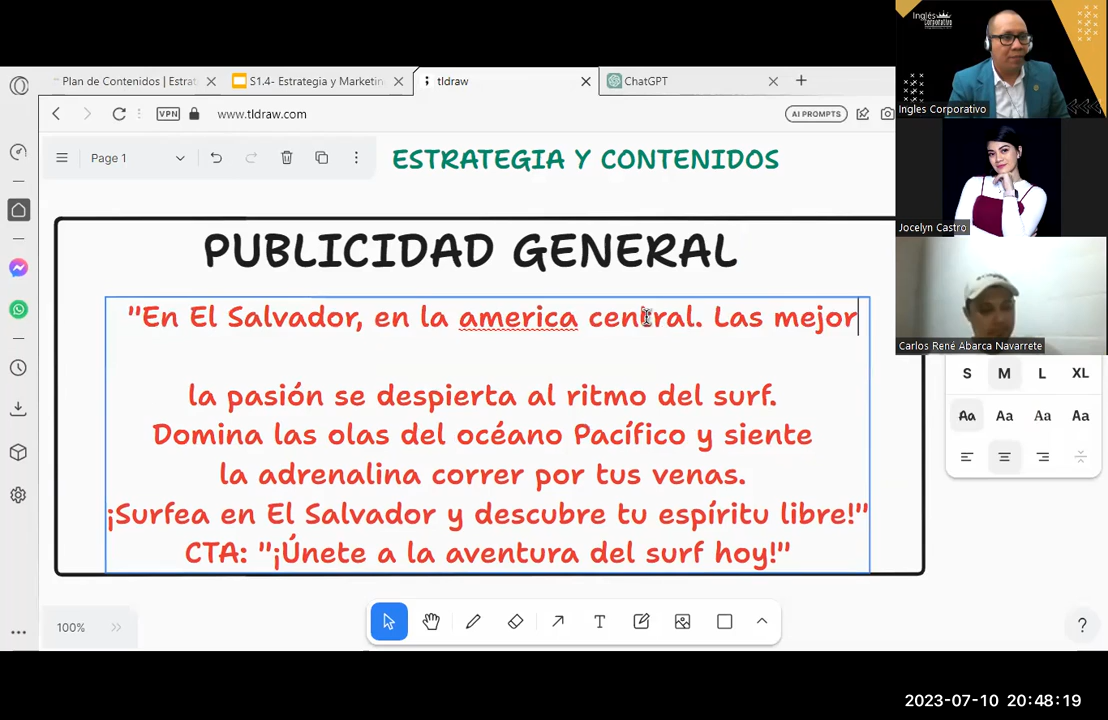 Plan de Contenidos | Estrat
S1.4- Estrategia y Marketin
tldraw
ChatGPT
VPN
www.tldraw.com
AI PROMPTS
Page 1
ESTRATEGIA Y CONTENIDOS
PUBLICIDAD GENERAL
"En El Salvador, en la america central. Las mejor
la pasión se despierta al ritmo del surf.
Domina las olas del océano Pacífico y siente
la adrenalina correr por tus venas.
¡Surfea en El Salvador y descubre tu espíritu libre!"
CTA: "¡Únete a la aventura del surf hoy!"
Inglés
Corporativo
Ingles Corporativo
Jocelyn Castro
Carlos René Abarca Navarrete
S M L XL
Aa Aa Aa Aa
100%
T
?
2023-07-10 20:48:19